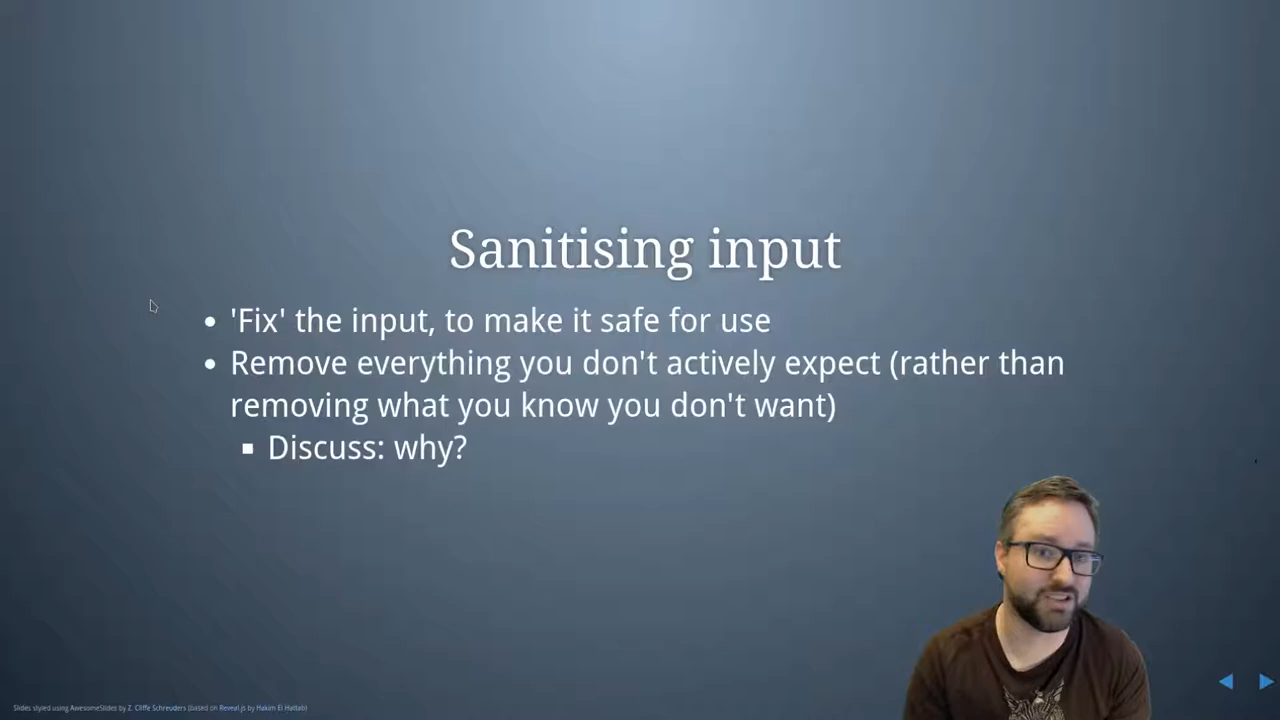 Sanitising input
• 'Fix' the input, to make it safe for use
• Remove everything you don't actively expect (rather than
removing what you know you don't want)
▪ Discuss: why?
Slides styled using AwesomeSlides by Z. Cliffe Schreuders (based on Reveal.js by Hakim El Hattab)